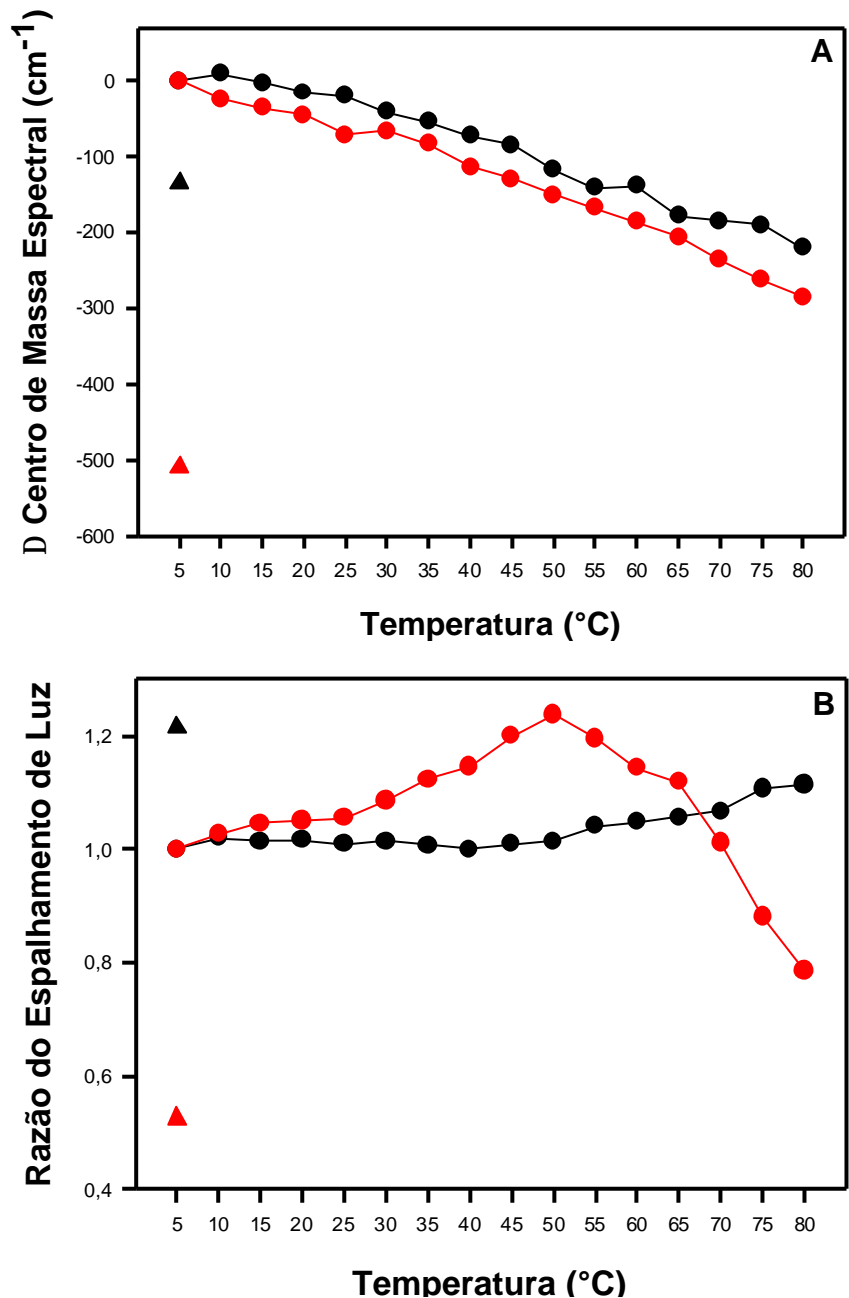 A
D Centro de Massa Espectral (cm-1)
0
-100
-200
-300
-400
-500
-600
5 10 15 20 25 30 35 40 45 50 55 60 65 70 75 80
Temperatura (°C)
B
Razão do Espalhamento de Luz
1,2
1,0
0,8
0,6
0,4
5 10 15 20 25 30 35 40 45 50 55 60 65 70 75 80
Temperatura (°C)